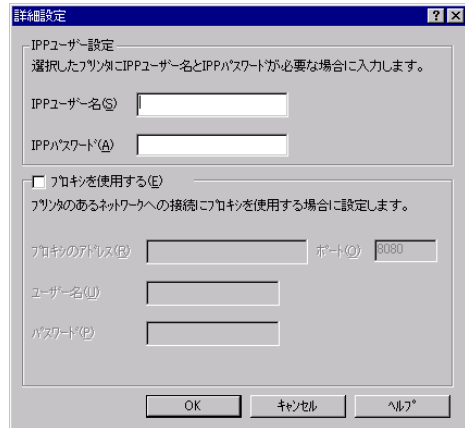 詳細設定
IPPﾕｰｻﾞｰ設定
選択したﾌﾟﾘﾝﾀにIPPﾕｰｻﾞｰ名とIPPﾊﾟｽﾜｰﾄﾞが必要な場合に入力します。
IPPﾕｰｻﾞｰ名(S)
IPPﾊﾟｽﾜｰﾄﾞ(A)
ﾌﾟﾛｷｼを使用する(E)
ﾌﾟﾘﾝﾀのあるﾈｯﾄﾜｰｸへの接続にﾌﾟﾛｷｼを使用する場合に設定します。
ﾌﾟﾛｷｼのｱﾄﾞﾚｽ(R) ﾎﾟｰﾄ(O) 8080
ﾕｰｻﾞｰ名(U)
ﾊﾟｽﾜｰﾄﾞ(P)
OK ｷｬﾝｾﾙ ﾍﾙﾌﾟ